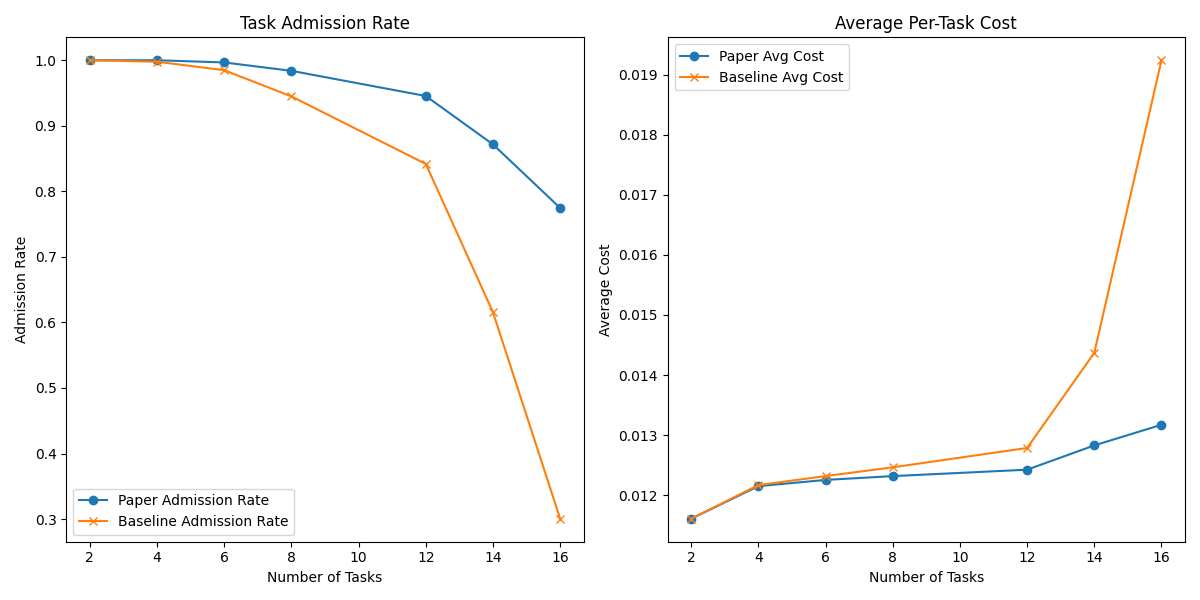 Task Admission Rate
1.0
0.9
0.8
0.7
0.6
0.5
0.4
0.3
Admission Rate
Paper Admission Rate
Baseline Admission Rate
2 4 6 8 10 12 14 16
Number of Tasks
Average Per-Task Cost
Paper Avg Cost
Baseline Avg Cost
0.019
0.018
0.017
0.016
0.015
0.014
0.013
0.012
Average Cost
2 4 6 8 10 12 14 16
Number of Tasks